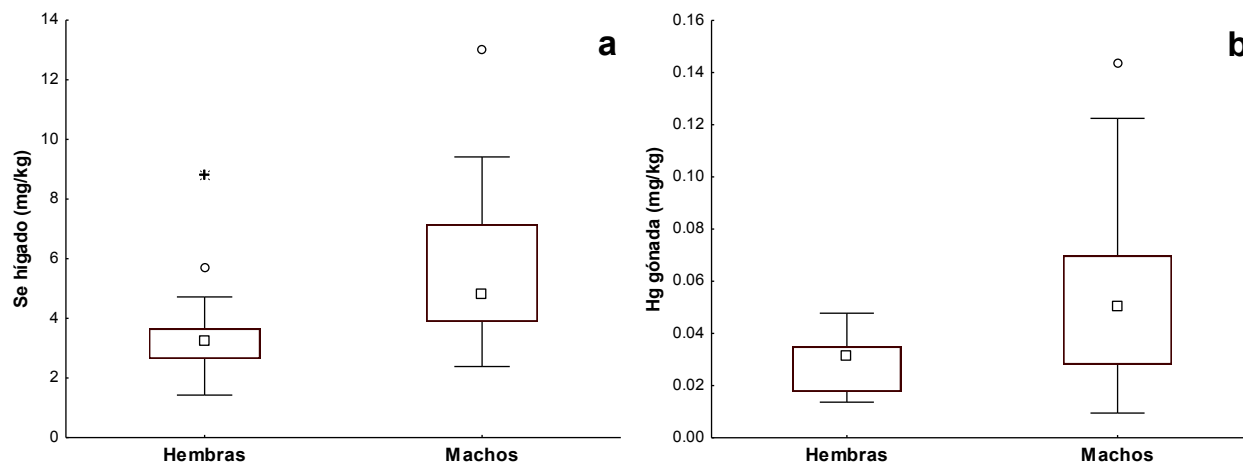 a
Se hígado (mg/kg)
14
12
10
8
6
4
2
0
Hembras
Machos
b
Hg gónada (mg/kg)
0.16
0.14
0.12
0.10
0.08
0.06
0.04
0.02
0.00
Hembras
Machos